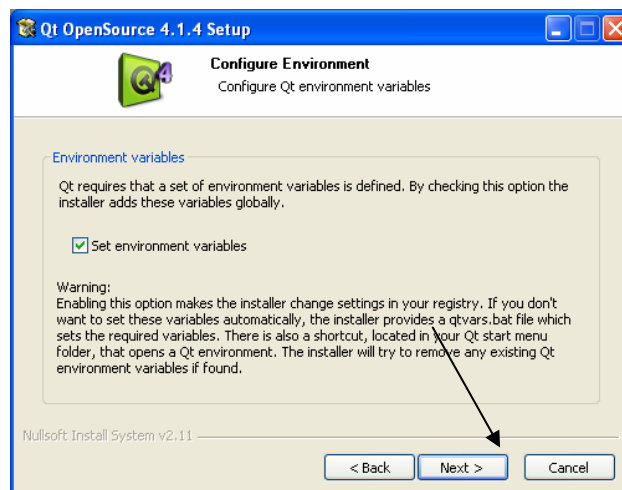 Qt OpenSource 4.1.4 Setup
Configure Environment
Configure Qt environment variables
Environment variables
Qt requires that a set of environment variables is defined. By checking this option the
installer adds these variables globally.
Set environment variables
Warning:
Enabling this option makes the installer change settings in your registry. If you don't
want to set these variables automatically, the installer provides a qtvars.bat file which
sets the required variables. There is also a shortcut, located in your Qt start menu
folder, that opens a Qt environment. The installer will try to remove any existing Qt
environment variables if found.
Nullsoft Install System v2.11
< Back Next > Cancel